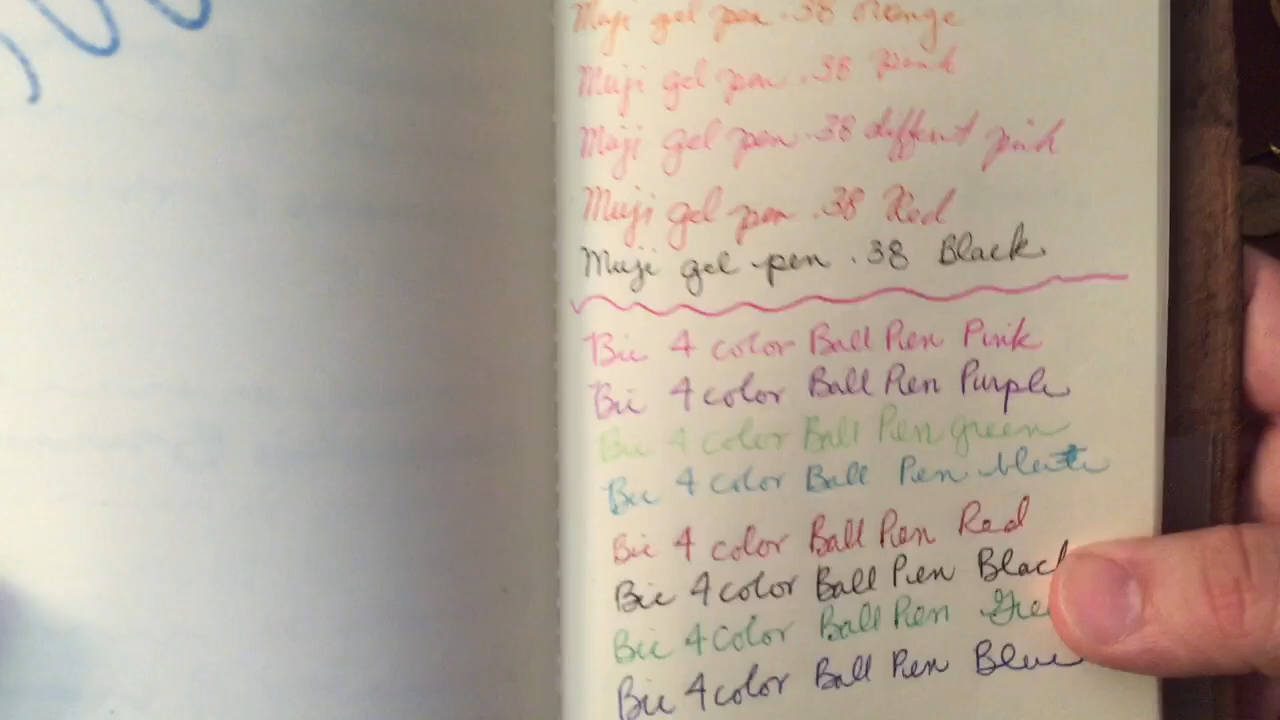 Muji gel pen .38 Orange
Muji gel pen .38 pink
Muji gel pen .38 diffent pink
Muji gel pen .38 Red
Muji gel pen .38 Black
Bic 4 color Ball Pen Pink
Bic 4 color Ball Pen Purple
Bic 4 color Ball Pen green
Bic 4 color Ball Pen
Bic 4 color Ball Pen Red
Bic 4 color Ball Pen Blac
Bic 4 color Ball Pen Gree
Bic 4 color Ball Pen Blue